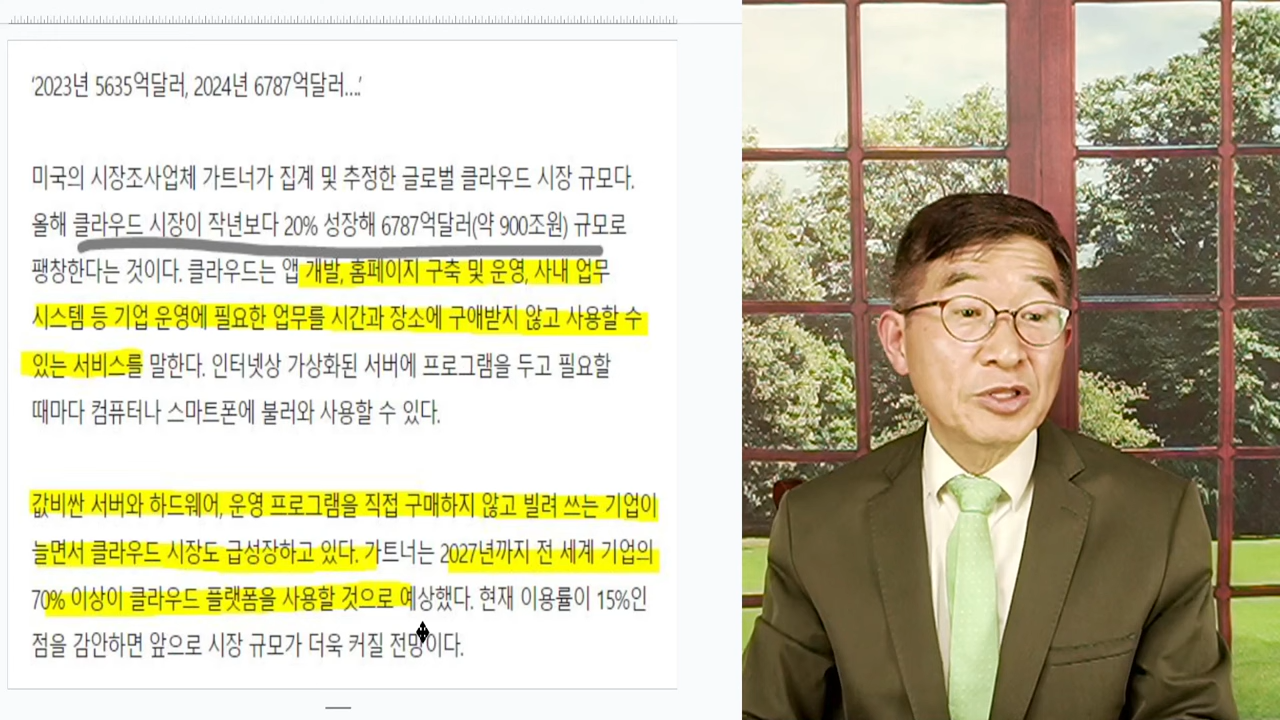 ‘2023년 5635억달러, 2024년 6787억달러...’
미국의 시장조사업체 가트너가 집계 및 추정한 글로벌 클라우드 시장 규모다.
올해 클라우드 시장이 작년보다 20% 성장해 6787억달러(약 900조원) 규모로
팽창한다는 것이다. 클라우드는 앱 개발, 홈페이지 구축 및 운영, 사내 업무
시스템 등 기업 운영에 필요한 업무를 시간과 장소에 구애받지 않고 사용할 수
있는 서비스를 말한다. 인터넷상 가상화된 서버에 프로그램을 두고 필요할
때마다 컴퓨터나 스마트폰에 불러와 사용할 수 있다.
값비싼 서버와 하드웨어, 운영 프로그램을 직접 구매하지 않고 빌려 쓰는 기업이
늘면서 클라우드 시장도 급성장하고 있다. 가트너는 2027년까지 전 세계 기업의
70% 이상이 클라우드 플랫폼을 사용할 것으로 예상했다. 현재 이용률이 15%인
점을 감안하면 앞으로 시장 규모가 더욱 커질 전망이다.